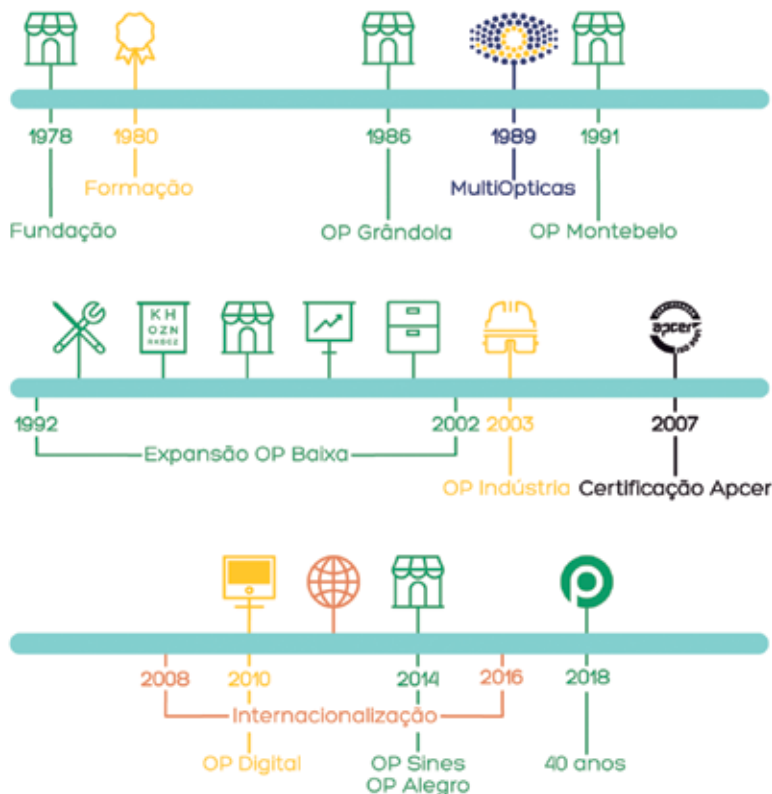 1978 1980 1986 1989 1991
Formação MultiOpticas
Fundação OP Grândola OP Montebelo
K H
O Z N
apcer
ISO 9001
1992 2002 2003 2007
Expansão OP Baixa
OP Indústria Certificação Apcer
p
2008 2010 2014 2016 2018
Internacionalização
OP Digital OP Sines 40 anos
OP Alegro